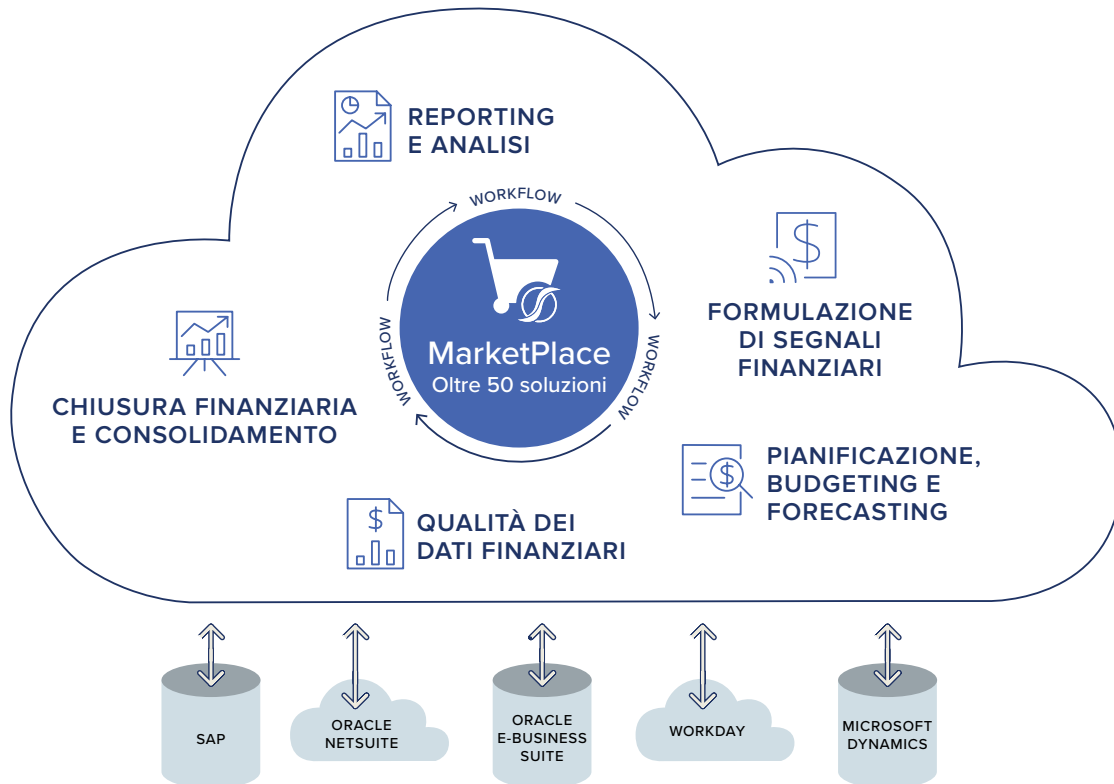 REPORTING
E ANALISI
WORKFLOW
WORKFLOW
WORKFLOW
MarketPlace
Oltre 50 soluzioni
FORMULAZIONE
DI SEGNALI
FINANZIARI
CHIUSURA FINANZIARIA
E CONSOLIDAMENTO
PIANIFICAZIONE,
BUDGETING E
FORECASTING
QUALITÀ DEI
DATI FINANZIARI
SAP
ORACLE
NETSUITE
ORACLE
E-BUSINESS
SUITE
WORKDAY
MICROSOFT
DYNAMICS